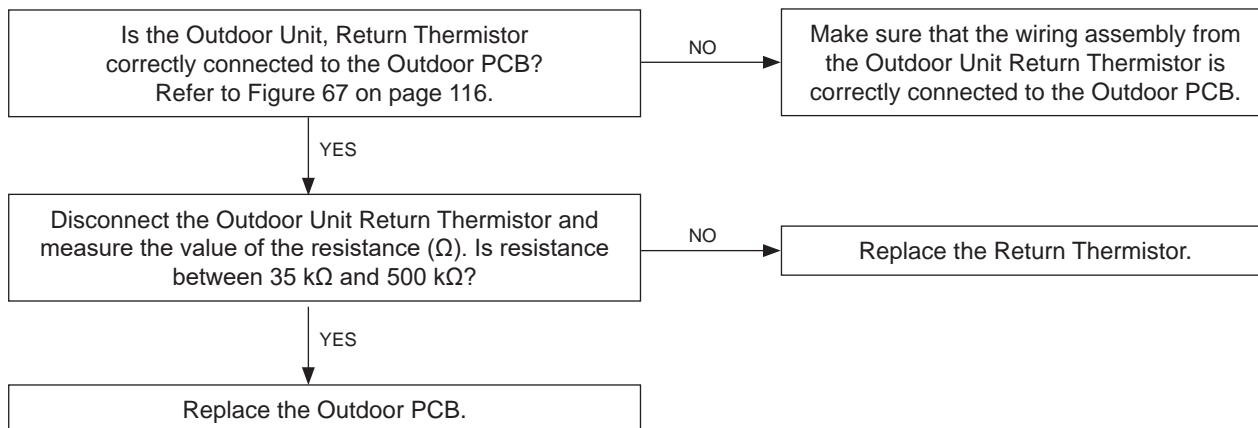 Is the Outdoor Unit, Return Thermistor
correctly connected to the Outdoor PCB?
Refer to Figure 67 on page 116.
NO
Make sure that the wiring assembly from
the Outdoor Unit Return Thermistor is
correctly connected to the Outdoor PCB.
YES
Disconnect the Outdoor Unit Return Thermistor and
measure the value of the resistance (Ω). Is resistance
between 35 kΩ and 500 kΩ?
NO
Replace the Return Thermistor.
YES
Replace the Outdoor PCB.